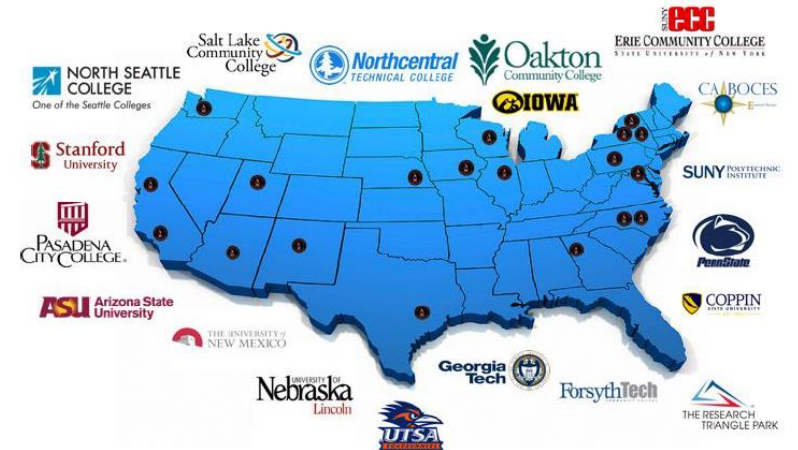 SUNY ecc
ERIE COMMUNITY COLLEGE
STATE UNIVERSITY of NEW YORK
Salt Lake
Community
College
Northcentral
TECHNICAL COLLEGE
Oakton
Community College
NORTH SEATTLE
COLLEGE
One of the Seattle Colleges
IOWA
CA BOCES
Stanford
University
SUNY POLYTECHNIC
INSTITUTE
PASADENA
CITY COLLEGE
PennState
ASU Arizona State
University
COPPIN
STATE UNIVERSITY
THE UNIVERSITY of
NEW MEXICO
Georgia
Tech
UNIVERSITY OF
Nebraska
Lincoln
ForsythTech
THE RESEARCH
TRIANGLE PARK
UTSA